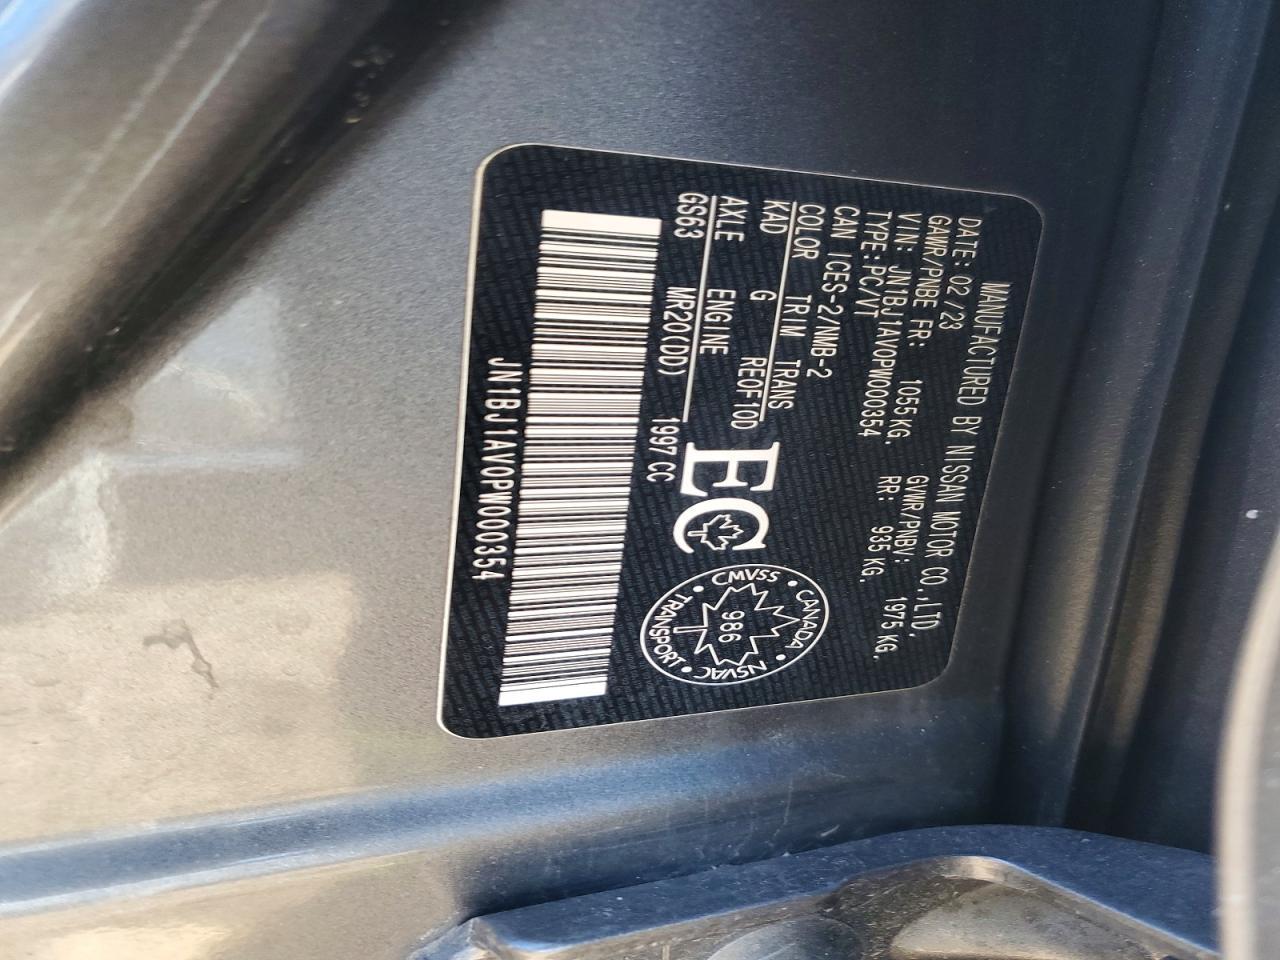 MANUFACTURED BY NISSAN MOTOR CO.,LTD.
DATE: 02/23 GVWR/PNBV: 1975 KG.
GAWR/PNBE FR: 1055 KG. RR: 935 KG.
VIN: JN1BJ1AV0PW000354
TYPE: PC/VT
CAN ICES-2/NMB-2
COLOR TRIM TRANS
KAD G RE0F10D
AXLE ENGINE
GS63 MR20(DD) 1997 CC
EC
CMVSS • CANADA • NSVAC • TRANSPORT •
986
JN1BJ1AV0PW000354